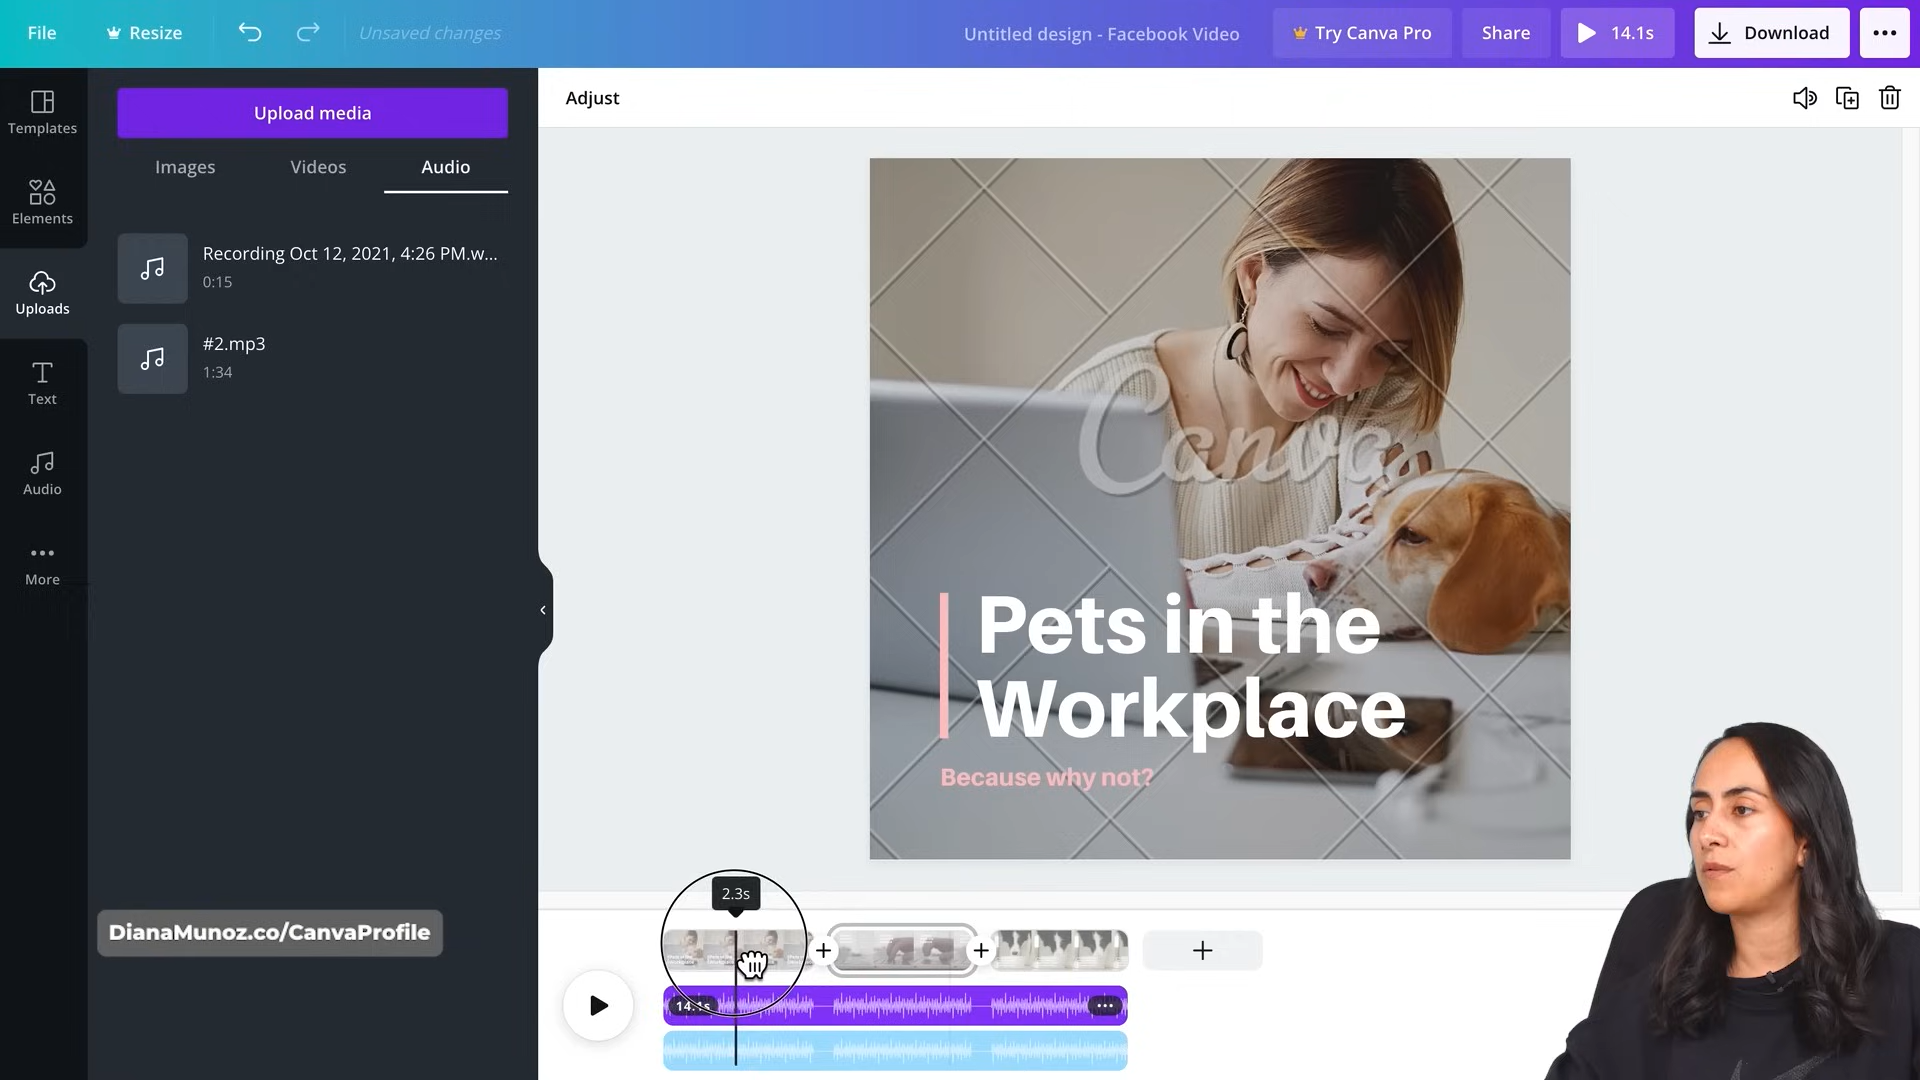 File
Resize
Unsaved changes
Untitled design - Facebook Video
Try Canva Pro
Share
14.1s
Download
Templates
Elements
Uploads
Text
Audio
More
Upload media
Images
Videos
Audio
Recording Oct 12, 2021, 4:26 PM.w...
0:15
#2.mp3
1:34
Adjust
Canva
Pets in the
Workplace
Because why not?
DianaMunoz.co/CanvaProfile
2.3s
14.1s